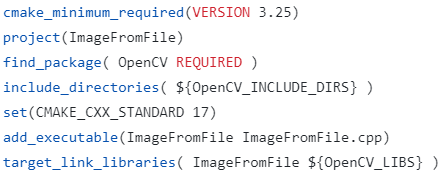 cmake_minimum_required(VERSION 3.25)
project(ImageFromFile)
find_package( OpenCV REQUIRED )
include_directories( ${OpenCV_INCLUDE_DIRS} )
set(CMAKE_CXX_STANDARD 17)
add_executable(ImageFromFile ImageFromFile.cpp)
target_link_libraries( ImageFromFile ${OpenCV_LIBS} )